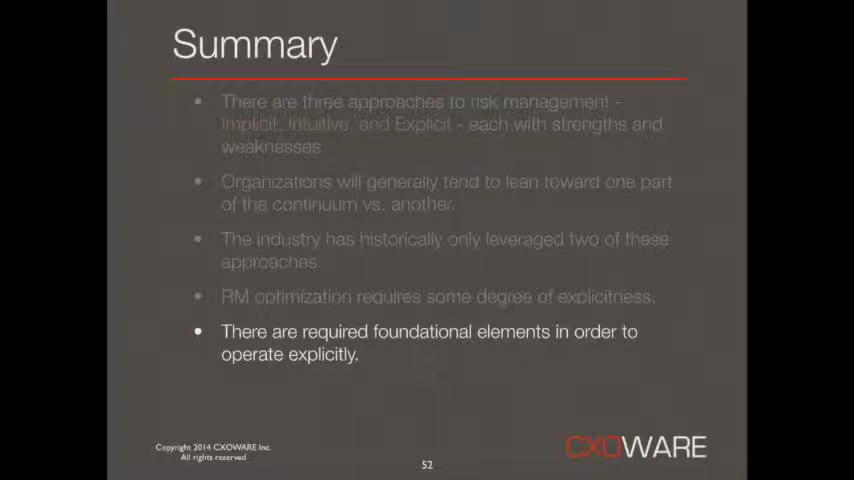 Summary
• There are three approaches to risk management -
Implicit, Intuitive, and Explicit - each with strengths and
weaknesses
• Organizations will generally tend to lean toward one part
of the continuum vs. another.
• The industry has historically only leveraged two of these
approaches.
• RM optimization requires some degree of explicitness.
• There are required foundational elements in order to
operate explicitly.
Copyright 2014 CXOWARE Inc.
All rights reserved
52
CXOWARE